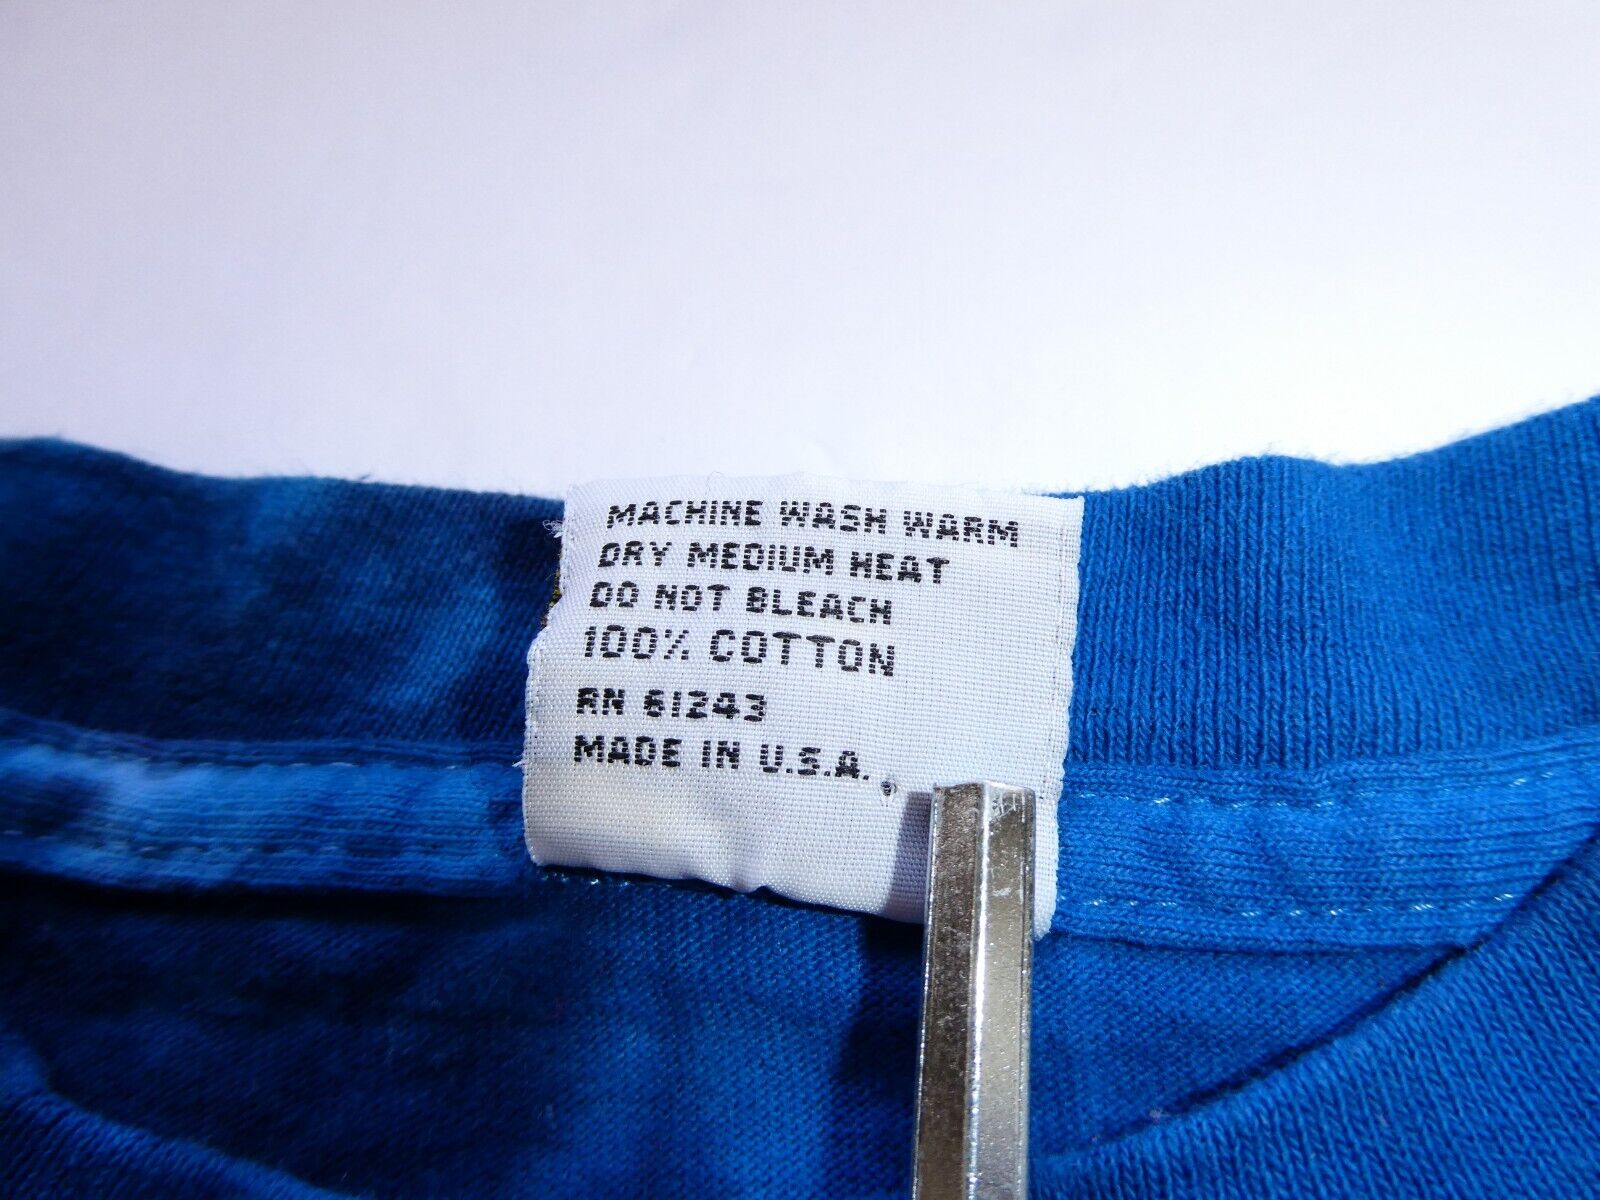 MACHINE WASH WARM
DRY MEDIUM HEAT
DO NOT BLEACH
100% COTTON
RN 61243
MADE IN U.S.A.